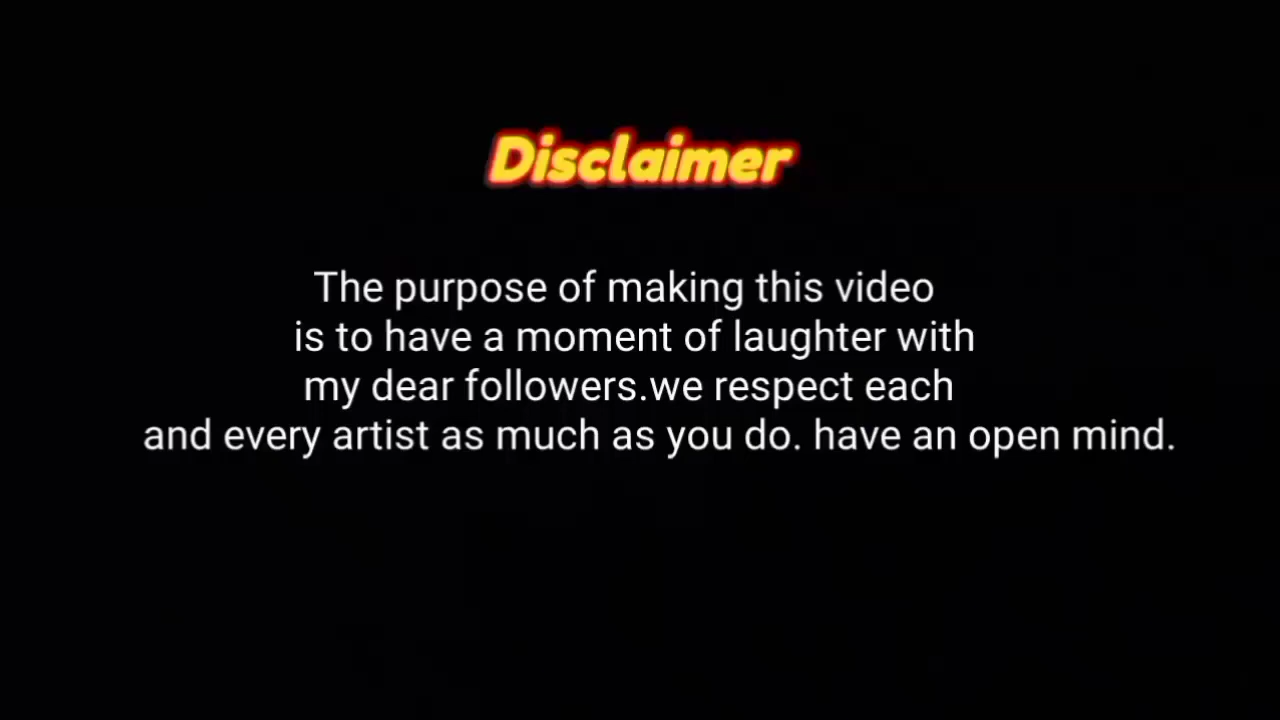 Disclaimer
The purpose of making this video
is to have a moment of laughter with
my dear followers.we respect each
and every artist as much as you do. have an open mind.